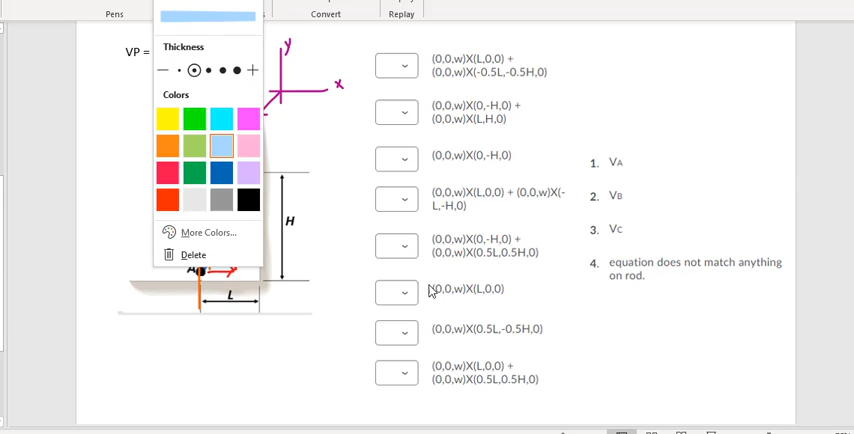 Pens
Convert
Replay
VP =
Thickness
Colors
More Colors...
Delete
y
x
H
A
L
(0,0,w)X(L,0,0) +
(0,0,w)X(-0.5L,-0.5H,0)
(0,0,w)X(0,-H,0) +
(0,0,w)X(L,H,0)
(0,0,w)X(0,-H,0)
(0,0,w)X(L,0,0) + (0,0,w)X(-
L,-H,0)
(0,0,w)X(0,-H,0) +
(0,0,w)X(0.5L,0.5H,0)
(0,0,w)X(L,0,0)
(0,0,w)X(0.5L,-0.5H,0)
(0,0,w)X(L,0,0) +
(0,0,w)X(0.5L,0.5H,0)
1. VA
2. VB
3. VC
4. equation does not match anything
on rod.